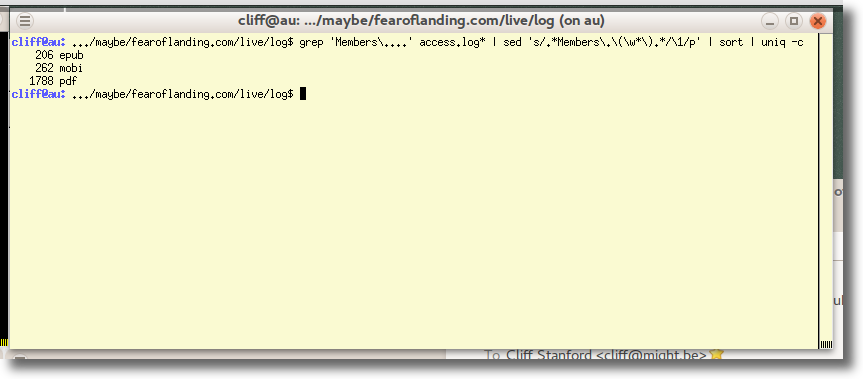 cliff@au: .../maybe/fearoflanding.com/live/log (on au)
cliff@au: .../maybe/fearoflanding.com/live/log$ grep 'Members\....' access.log* | sed 's/.*Members\.\(\w*\).*/\1/p' | sort | uniq -c
206 epub
262 mobi
1788 pdf
cliff@au: .../maybe/fearoflanding.com/live/log$
To Cliff Stanford <cliff@might.be>